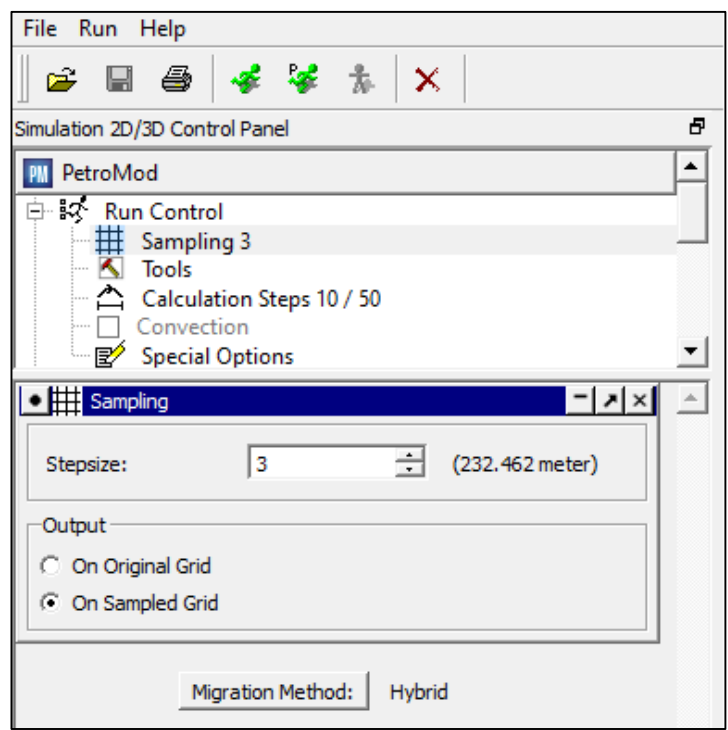 File Run Help
P
Simulation 2D/3D Control Panel
PM PetroMod
Run Control
Sampling 3
Tools
Calculation Steps 10 / 50
Convection
Special Options
Sampling
Stepsize: 3 (232.462 meter)
Output
On Original Grid
On Sampled Grid
Migration Method: Hybrid